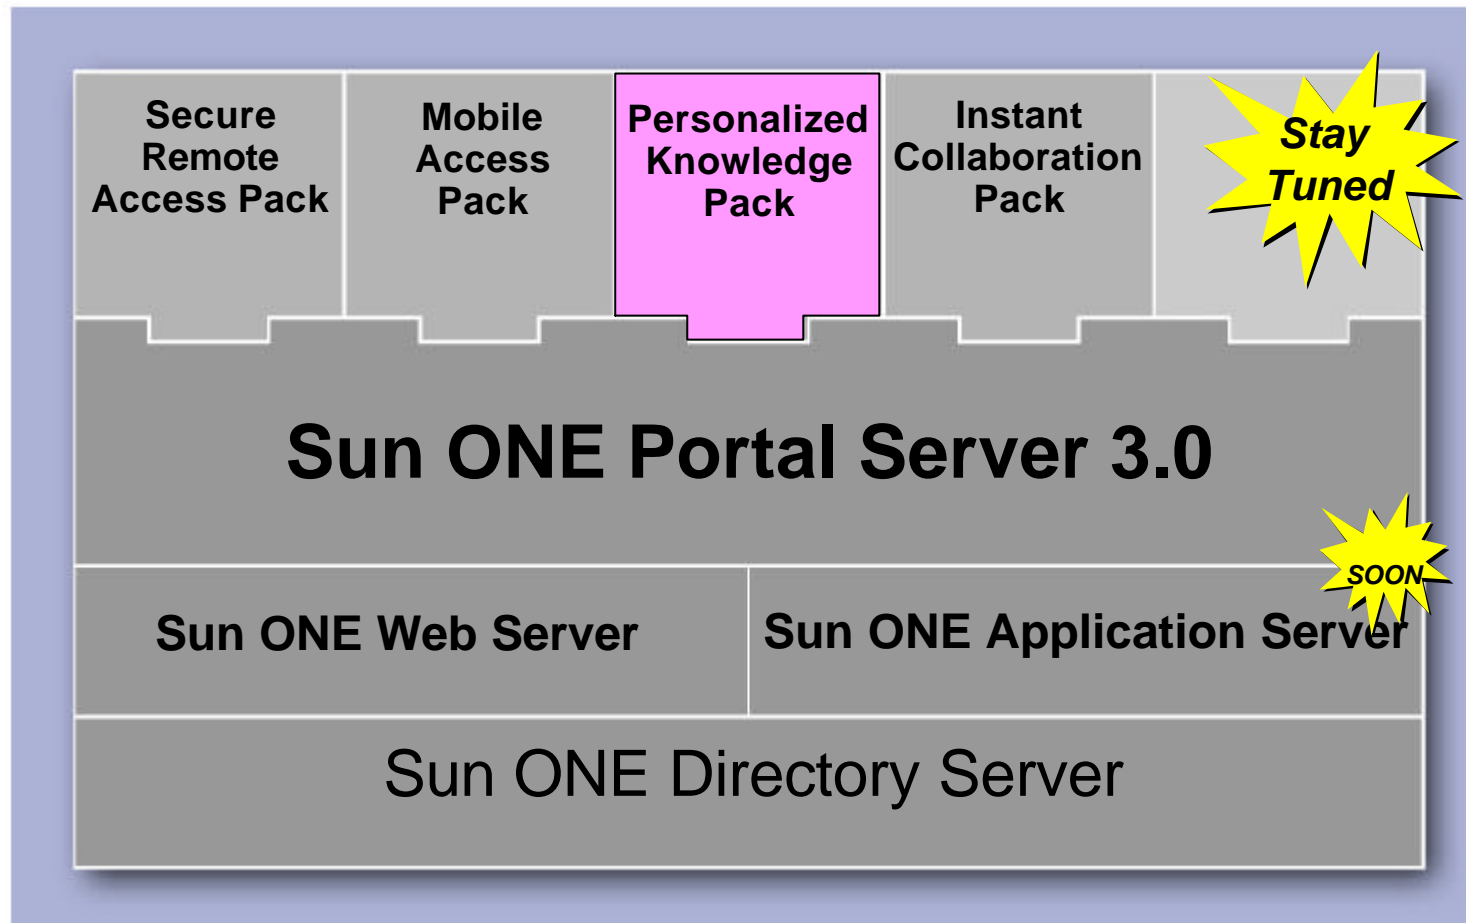 Secure
Remote
Access Pack
Mobile
Access
Pack
Personalized
Knowledge
Pack
Instant
Collaboration
Pack
Stay
Tuned
Sun ONE Portal Server 3.0
SOON
Sun ONE Web Server
Sun ONE Application Server
Sun ONE Directory Server